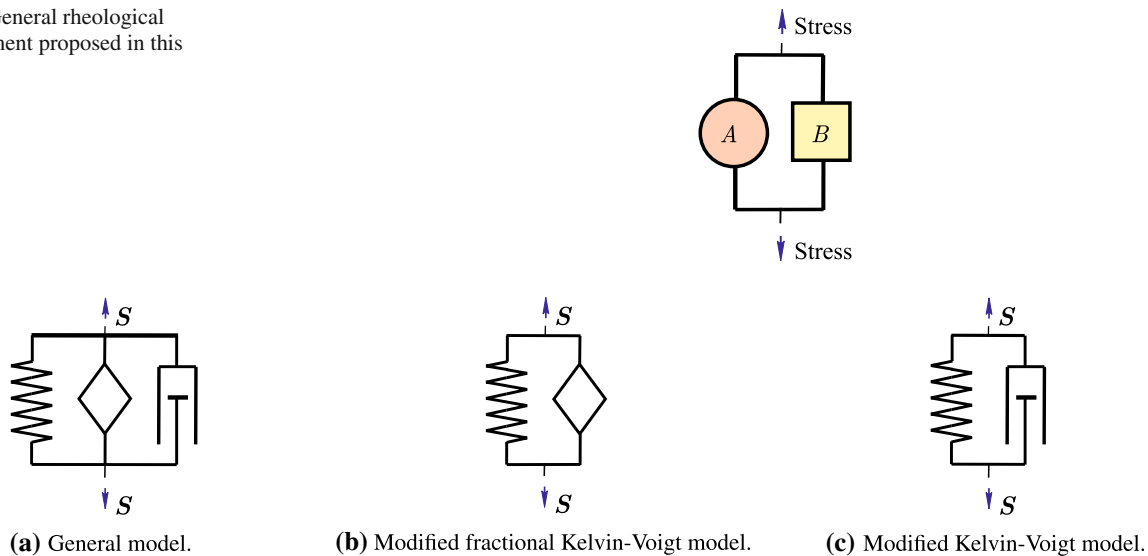 eneral rheological
ent proposed in this
Stress
A
B
Stress
S
S
S
S
S
S
(a) General model.
(b) Modified fractional Kelvin-Voigt model.
(c) Modified Kelvin-Voigt model.